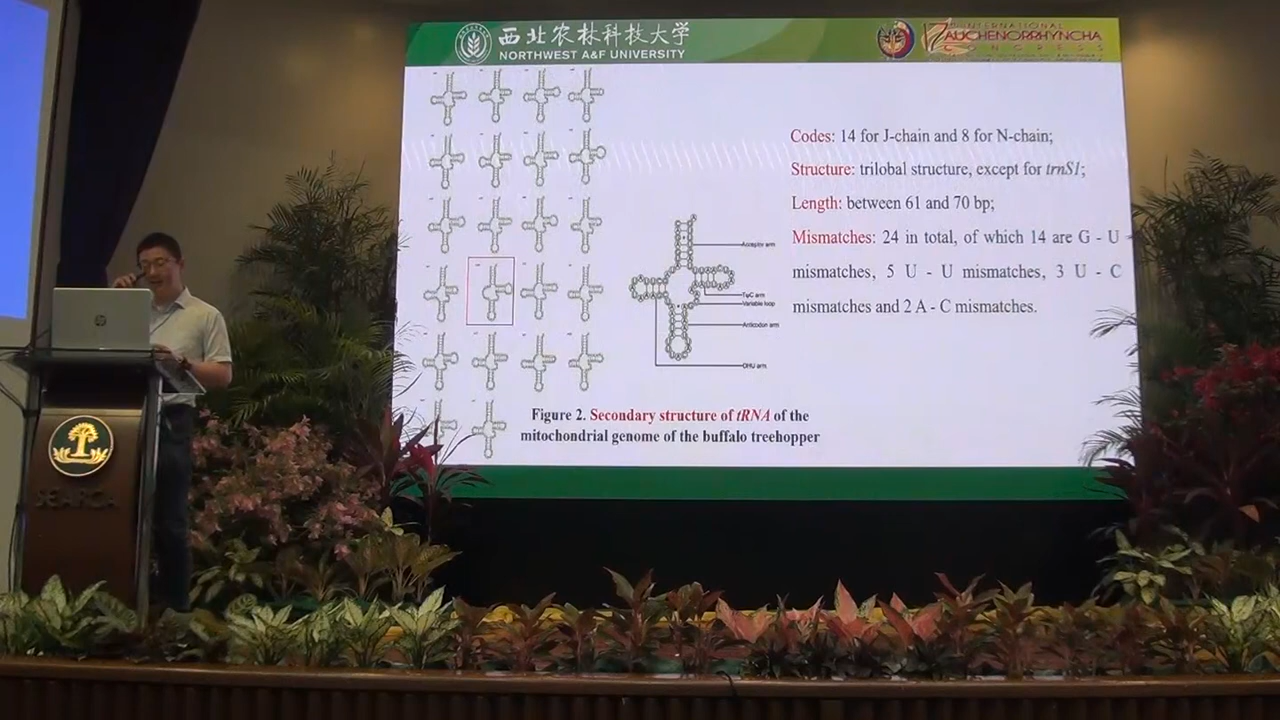 西北农林科技大学
NORTHWEST A&F UNIVERSITY
17 INTERNATIONAL
AUCHENORRHYNCHA
CONGRESS
Codes: 14 for J-chain and 8 for N-chain;
Structure: trilobal structure, except for trnS1;
Length: between 61 and 70 bp;
Mismatches: 24 in total, of which 14 are G - U
mismatches, 5 U - U mismatches, 3 U - C
mismatches and 2 A - C mismatches.
Acceptor arm
TψC arm
Variable loop
Anticodon arm
DHU arm
Figure 2. Secondary structure of tRNA of the
mitochondrial genome of the buffalo treehopper
hp
SEARCA